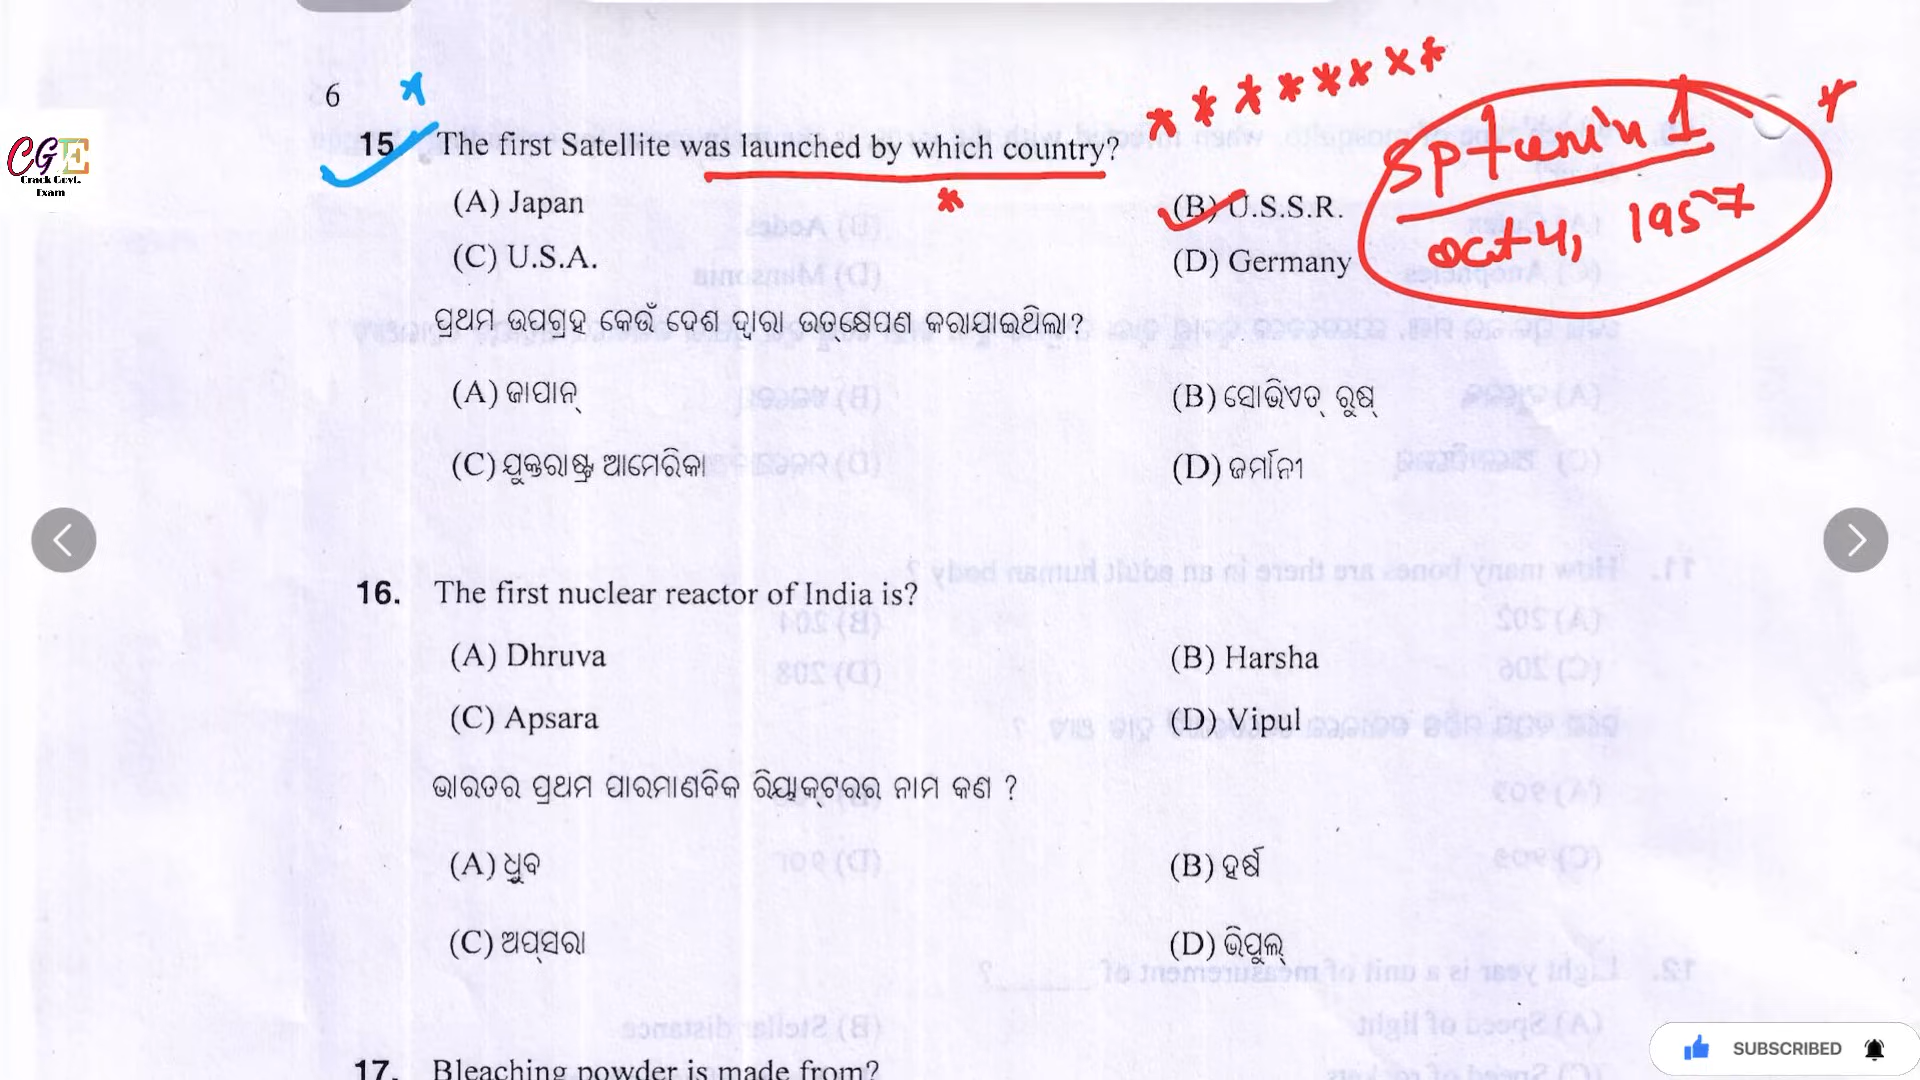 6
CGE
Crack Govt.
Exam
15 The first Satellite was launched by which country?
(A) Japan (B) U.S.S.R.
(C) U.S.A. (D) Germany
1
oct 4, 1957
ପ୍ରଥମ ଉପଗ୍ରହ କେଉଁ ଦେଶ ଦ୍ୱାରା ଉତ୍‌କ୍ଷେପଣ କରାଯାଇଥିଲା?
(A) ଜାପାନ୍ (B) ସୋଭିଏତ୍ ରୁଷ୍
(C) ଯୁକ୍ତରାଷ୍ଟ୍ର ଆମେରିକା (D) ଜର୍ମାନୀ
16. The first nuclear reactor of India is?
(A) Dhruva (B) Harsha
(C) Apsara (D) Vipul
ଭାରତର ପ୍ରଥମ ପାରମାଣବିକ ରିୟାକ୍‌ଟରର ନାମ କଣ ?
(A) ଧ୍ରୁବ (B) ହର୍ଷ
(C) ଅପ୍‌ସରା (D) ଭିପୁଲ୍
17. Bleaching powder is made from?
SUBSCRIBED